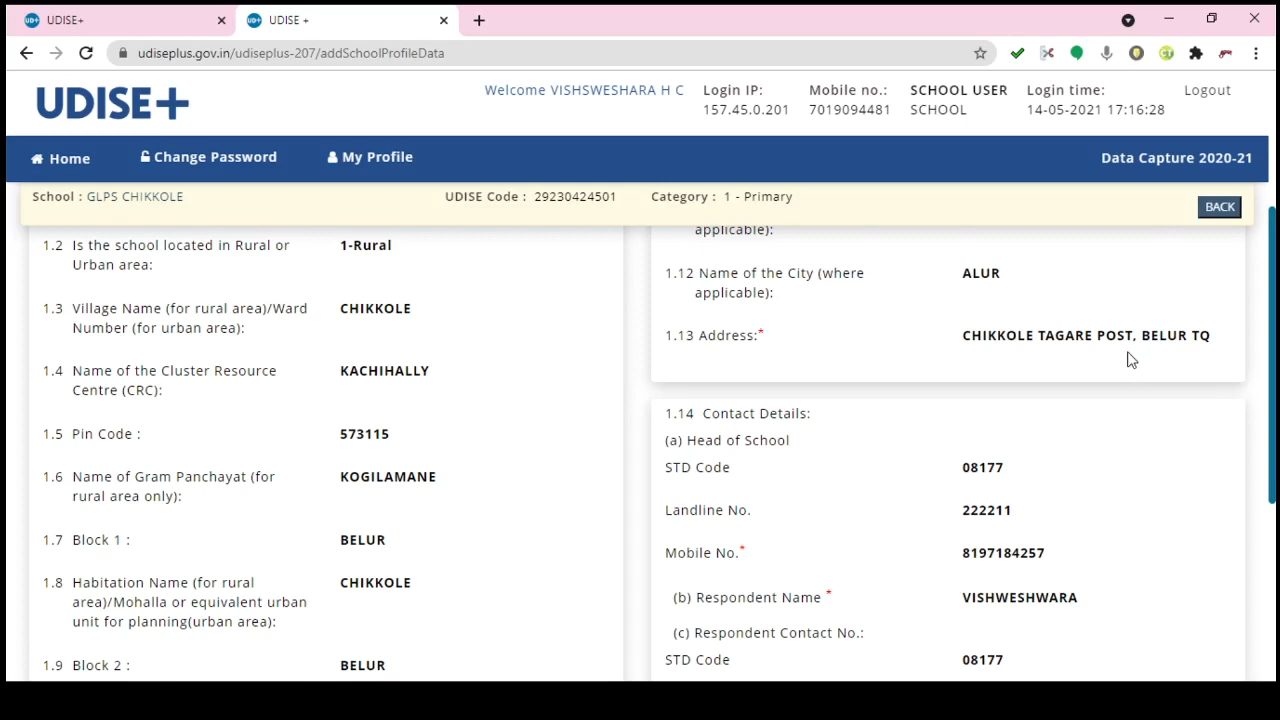 UDISE+
UDISE +
udiseplus.gov.in/udiseplus-207/addSchoolProfileData
UDISE+
Welcome VISHSWESHARA H C
Login IP:
157.45.0.201
Mobile no.:
7019094481
SCHOOL USER
SCHOOL
Login time:
14-05-2021 17:16:28
Logout
Home
Change Password
My Profile
Data Capture 2020-21
School : GLPS CHIKKOLE
UDISE Code : 29230424501
Category : 1 - Primary
BACK
1.2 Is the school located in Rural or
Urban area:
1-Rural
1.3 Village Name (for rural area)/Ward
Number (for urban area):
CHIKKOLE
1.4 Name of the Cluster Resource
Centre (CRC):
KACHIHALLY
1.5 Pin Code :
573115
1.6 Name of Gram Panchayat (for
rural area only):
KOGILAMANE
1.7 Block 1 :
BELUR
1.8 Habitation Name (for rural
area)/Mohalla or equivalent urban
unit for planning(urban area):
CHIKKOLE
1.9 Block 2 :
BELUR
applicable):
1.12 Name of the City (where
applicable):
ALUR
1.13 Address:*
CHIKKOLE TAGARE POST, BELUR TQ
1.14 Contact Details:
(a) Head of School
STD Code
08177
Landline No.
222211
Mobile No.*
8197184257
(b) Respondent Name *
VISHWESHWARA
(c) Respondent Contact No.:
STD Code
08177